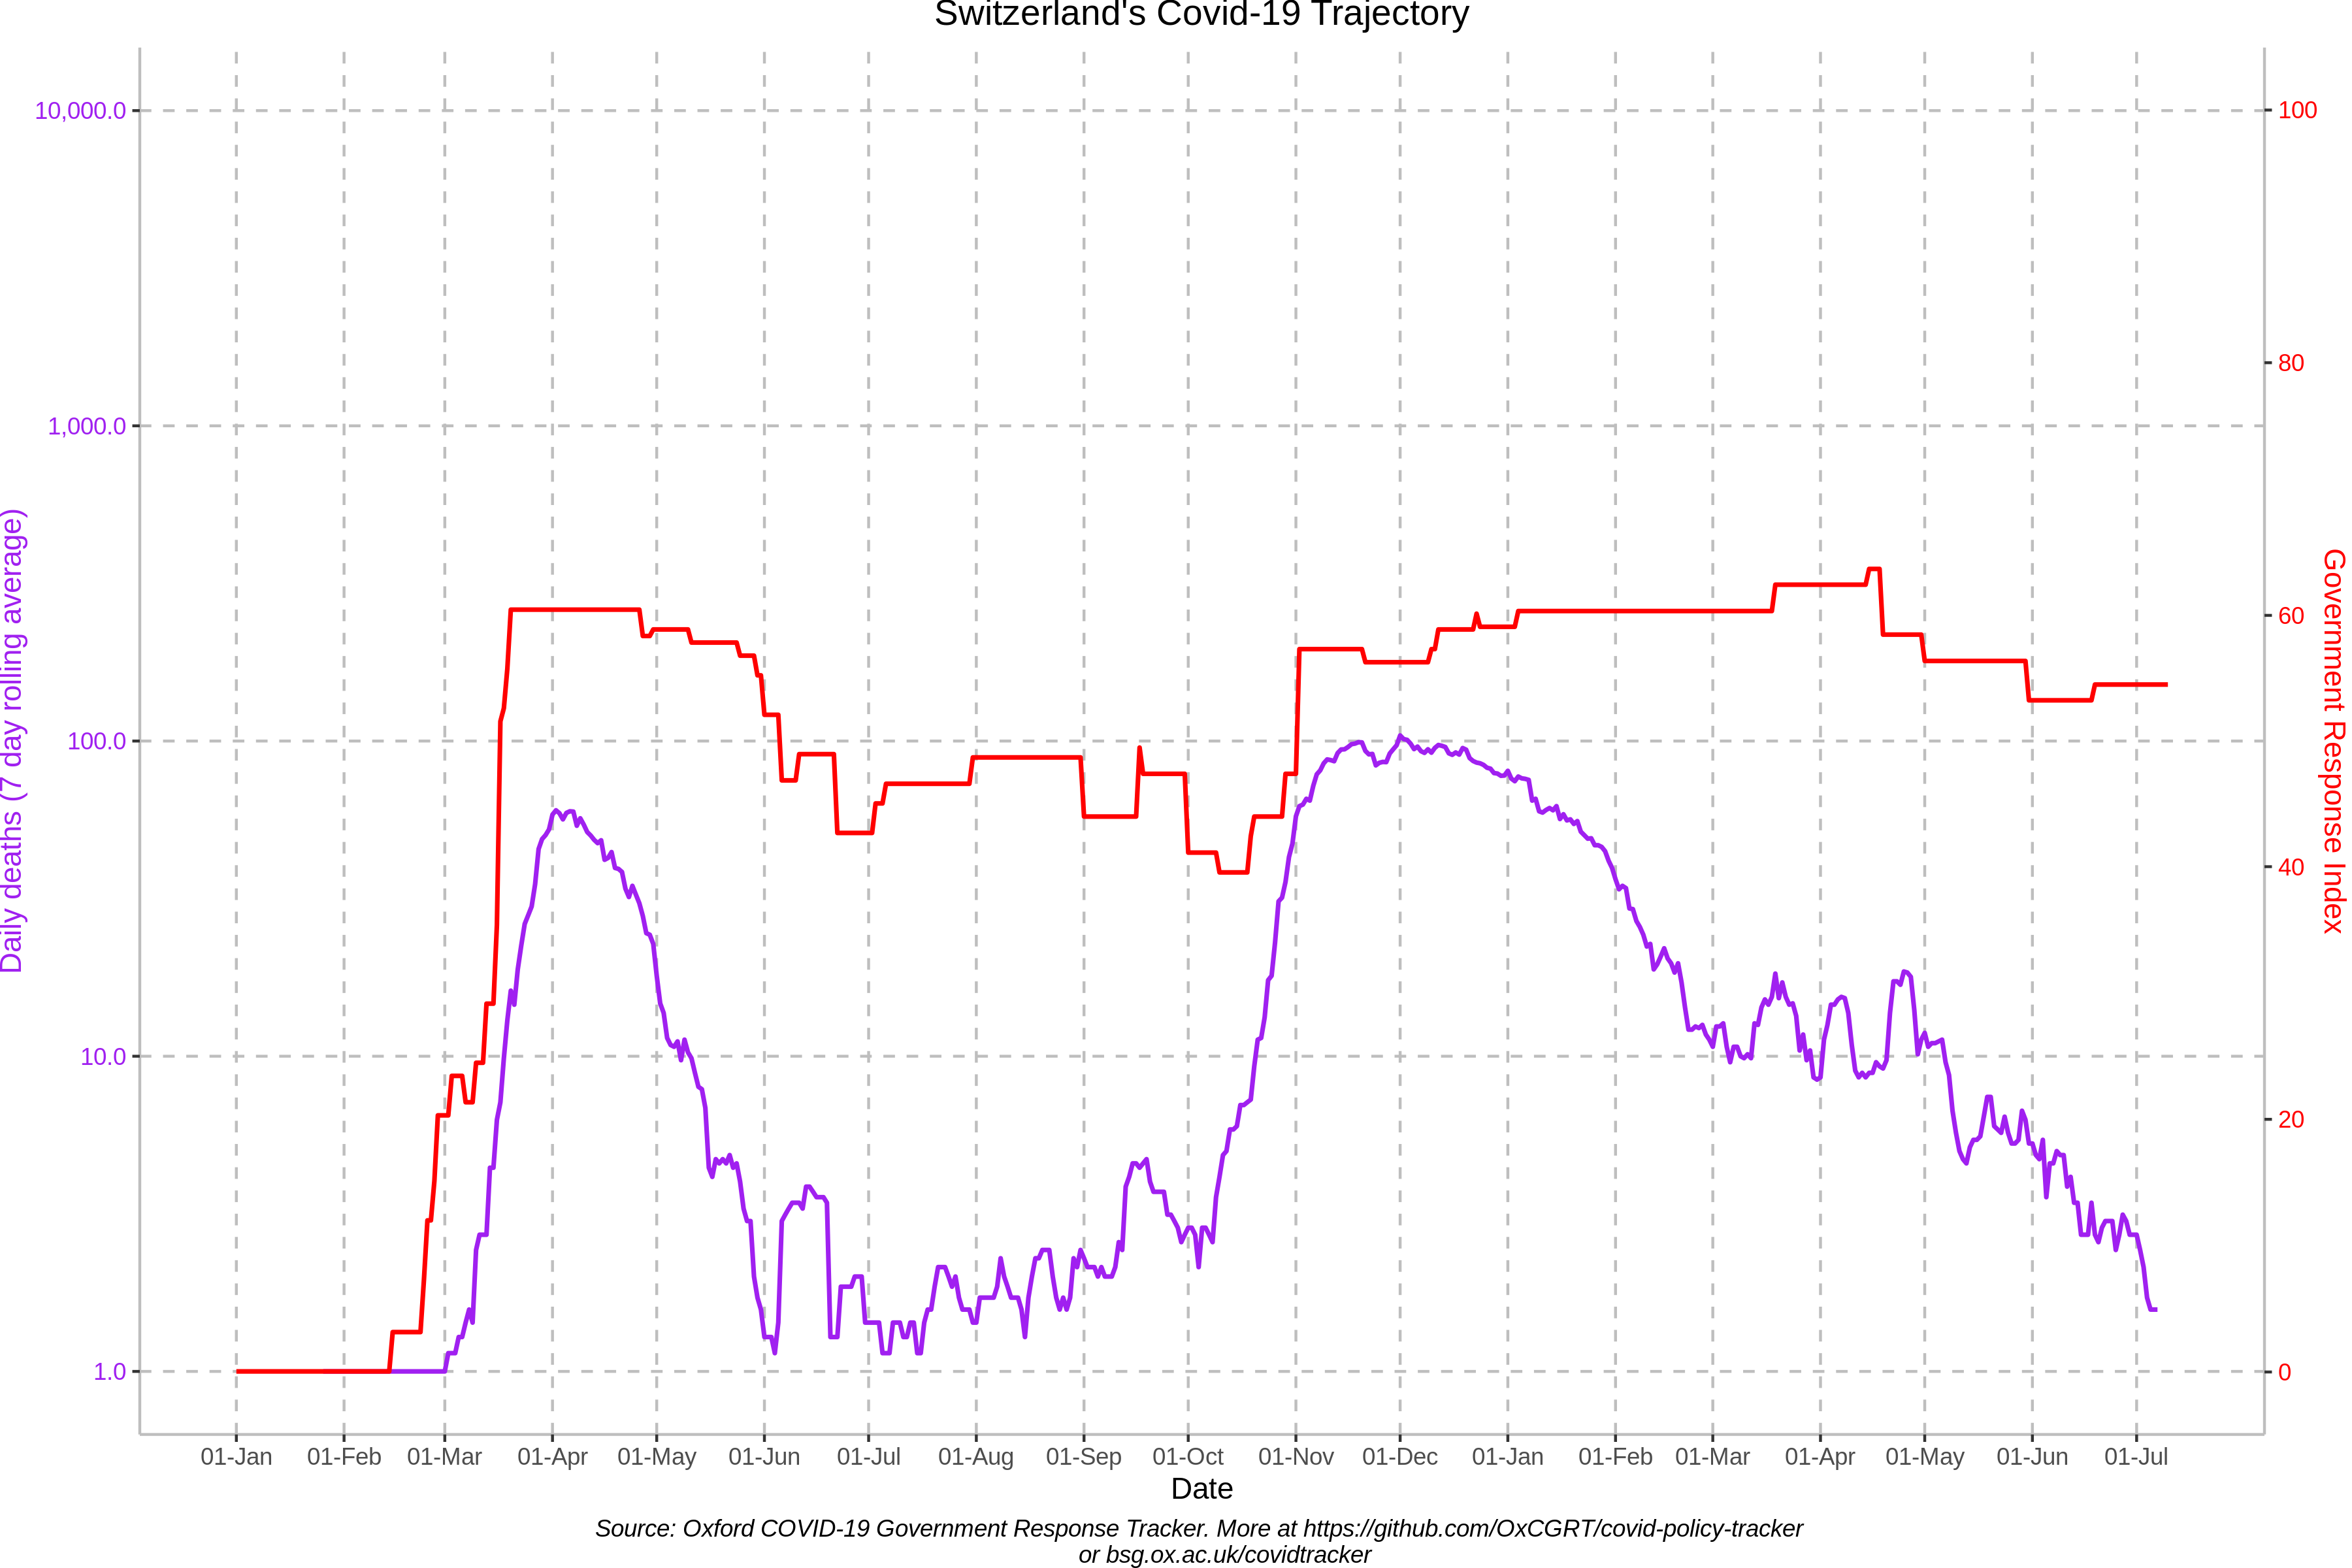 Switzerland's Covid-19 Trajectory
10,000.0
1,000.0
100.0
10.0
1.0
Daily deaths (7 day rolling average)
100
80
60
40
20
0
Government Response Index
01-Jan 01-Feb 01-Mar 01-Apr 01-May 01-Jun 01-Jul 01-Aug 01-Sep 01-Oct 01-Nov 01-Dec 01-Jan 01-Feb 01-Mar 01-Apr 01-May 01-Jun 01-Jul
Date
Source: Oxford COVID-19 Government Response Tracker. More at https://github.com/OxCGRT/covid-policy-tracker
or bsg.ox.ac.uk/covidtracker